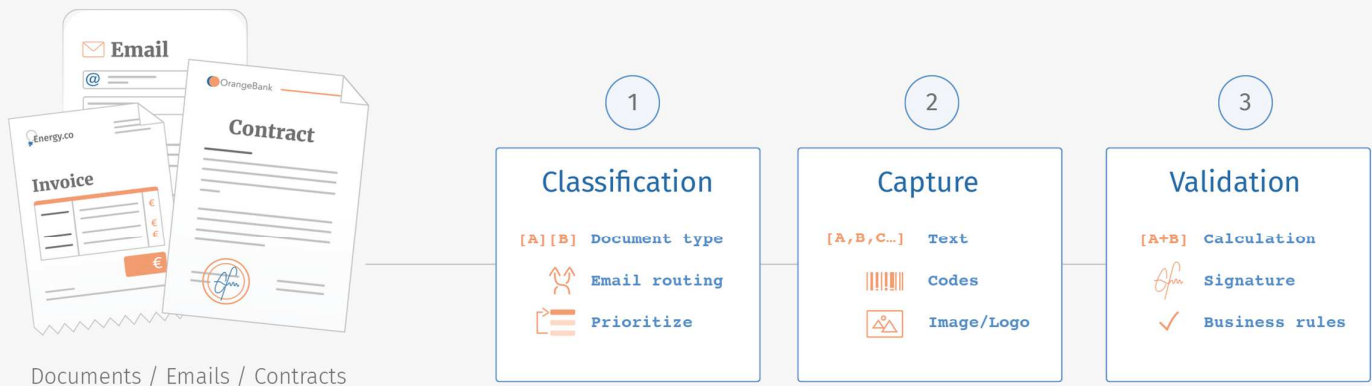 Email
@
OrangeBank
Contract
Energy.co
Invoice
€
€
€
€
Documents / Emails / Contracts
1
Classification
[A][B] Document type
Email routing
Prioritize
2
Capture
[A,B,C…] Text
Codes
Image/Logo
3
Validation
[A+B] Calculation
Signature
Business rules